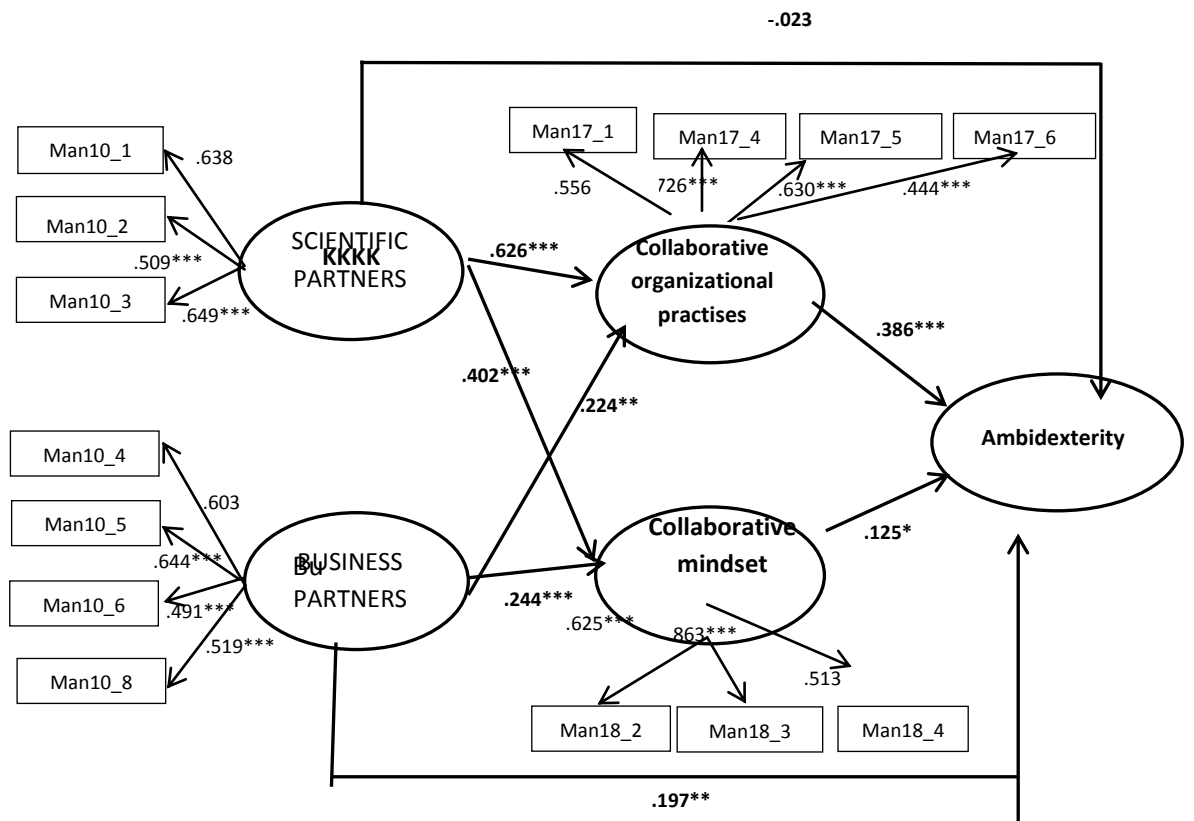 -.023
Man17_1
Man17_4
Man17_5
Man17_6
Man10_1
.638
.556
726***
.630***
.444***
Man10_2
.509***
Man10_3
.649***
SCIENTIFIC
KKKK
PARTNERS
.626***
Collaborative
organizational
practises
.386***
.402***
.224**
Ambidexterity
Man10_4
.603
Man10_5
.644***
Man10_6
.491***
.519***
Man10_8
BUSINESS
Bu
PARTNERS
Collaborative
mindset
.125*
.244***
.625***
863***
.513
Man18_2
Man18_3
Man18_4
.197**